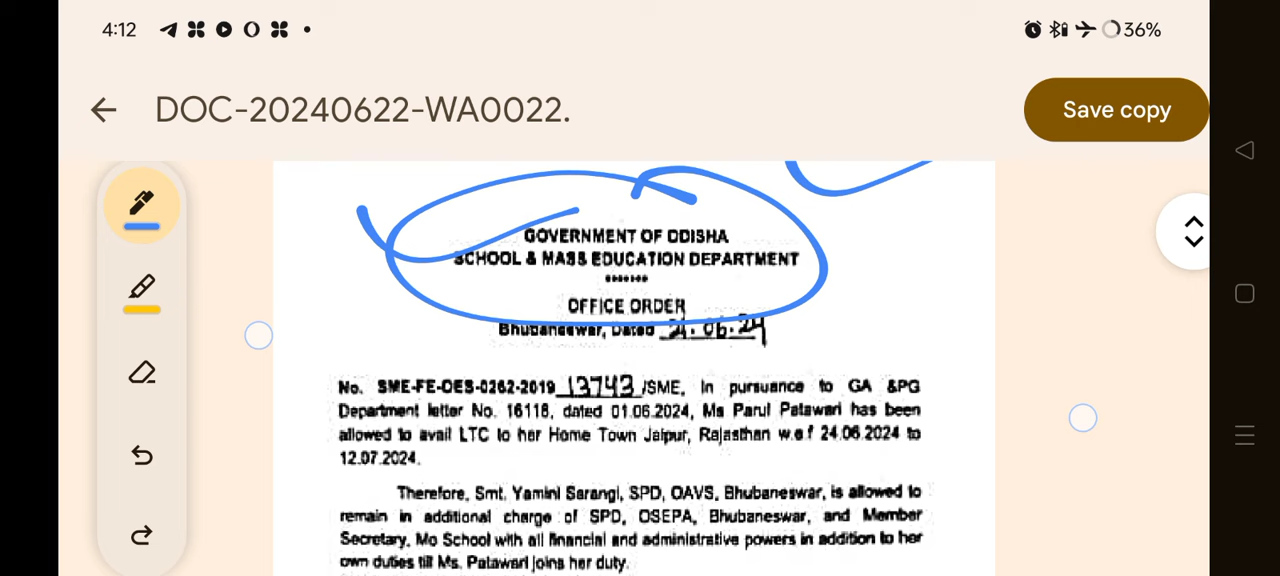 4:12
36%
DOC-20240622-WA0022.
Save copy
GOVERNMENT OF ODISHA
SCHOOL & MASS EDUCATION DEPARTMENT
*******
OFFICE ORDER
Bhubaneswar, Dated 21.06.24
No. SME-FE-OES-0262-2019 13743 /SME, In pursuance to GA &PG
Department letter No. 16118, dated 01.06.2024, Ms Parul Patawari has been
allowed to avail LTC to her Home Town Jaipur, Rajasthan w.e.f 24.06.2024 to
12.07.2024.
Therefore, Smt. Yamini Sarangi, SPD, OAVS, Bhubaneswar, is allowed to
remain in additional charge of SPD, OSEPA, Bhubaneswar, and Member
Secretary, Mo School with all financial and administrative powers in addition to her
own duties till Ms. Patawari joins her duty.